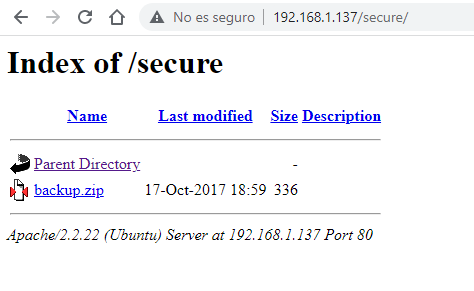 No es seguro | 192.168.1.137/secure/
Index of /secure
Name Last modified Size Description
Parent Directory -
backup.zip 17-Oct-2017 18:59 336
Apache/2.2.22 (Ubuntu) Server at 192.168.1.137 Port 80